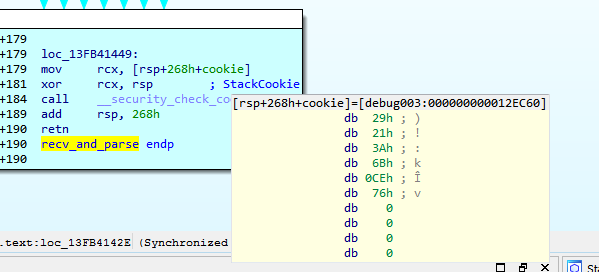 +179
+179 loc_13FB41449:
+179 mov rcx, [rsp+268h+cookie]
+181 xor rcx, rsp ; StackCookie
+184 call __security_check_co
+189 add rsp, 268h
+190 retn
+190 recv_and_parse endp
+190
[rsp+268h+cookie]=[debug003:000000000012EC60]
db 29h ; )
db 21h ; !
db 3Ah ; :
db 6Bh ; k
db 0CEh ; Î
db 76h ; v
db 0
db 0
db 0
db 0
.text:loc_13FB4142E (Synchronized
St